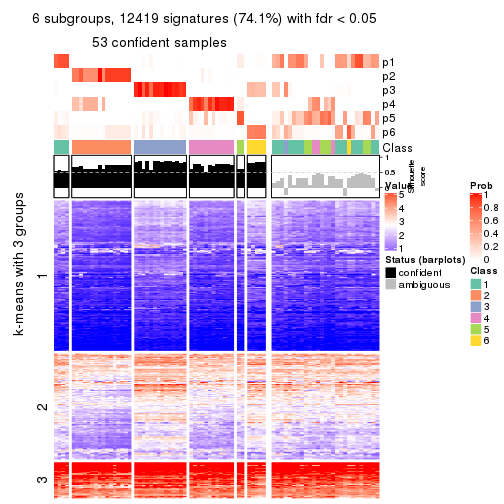 6 subgroups, 12419 signatures (74.1%) with fdr < 0.05
53 confident samples
p1
p2
p3
p4
p5
p6
Class
1
0.5
0
Silhouette
score
k-means with 3 groups
1
2
3
Value
5
4
3
2
1
Status (barplots)
confident
ambiguous
Prob
1
0.8
0.6
0.4
0.2
0
Class
1
2
3
4
5
6